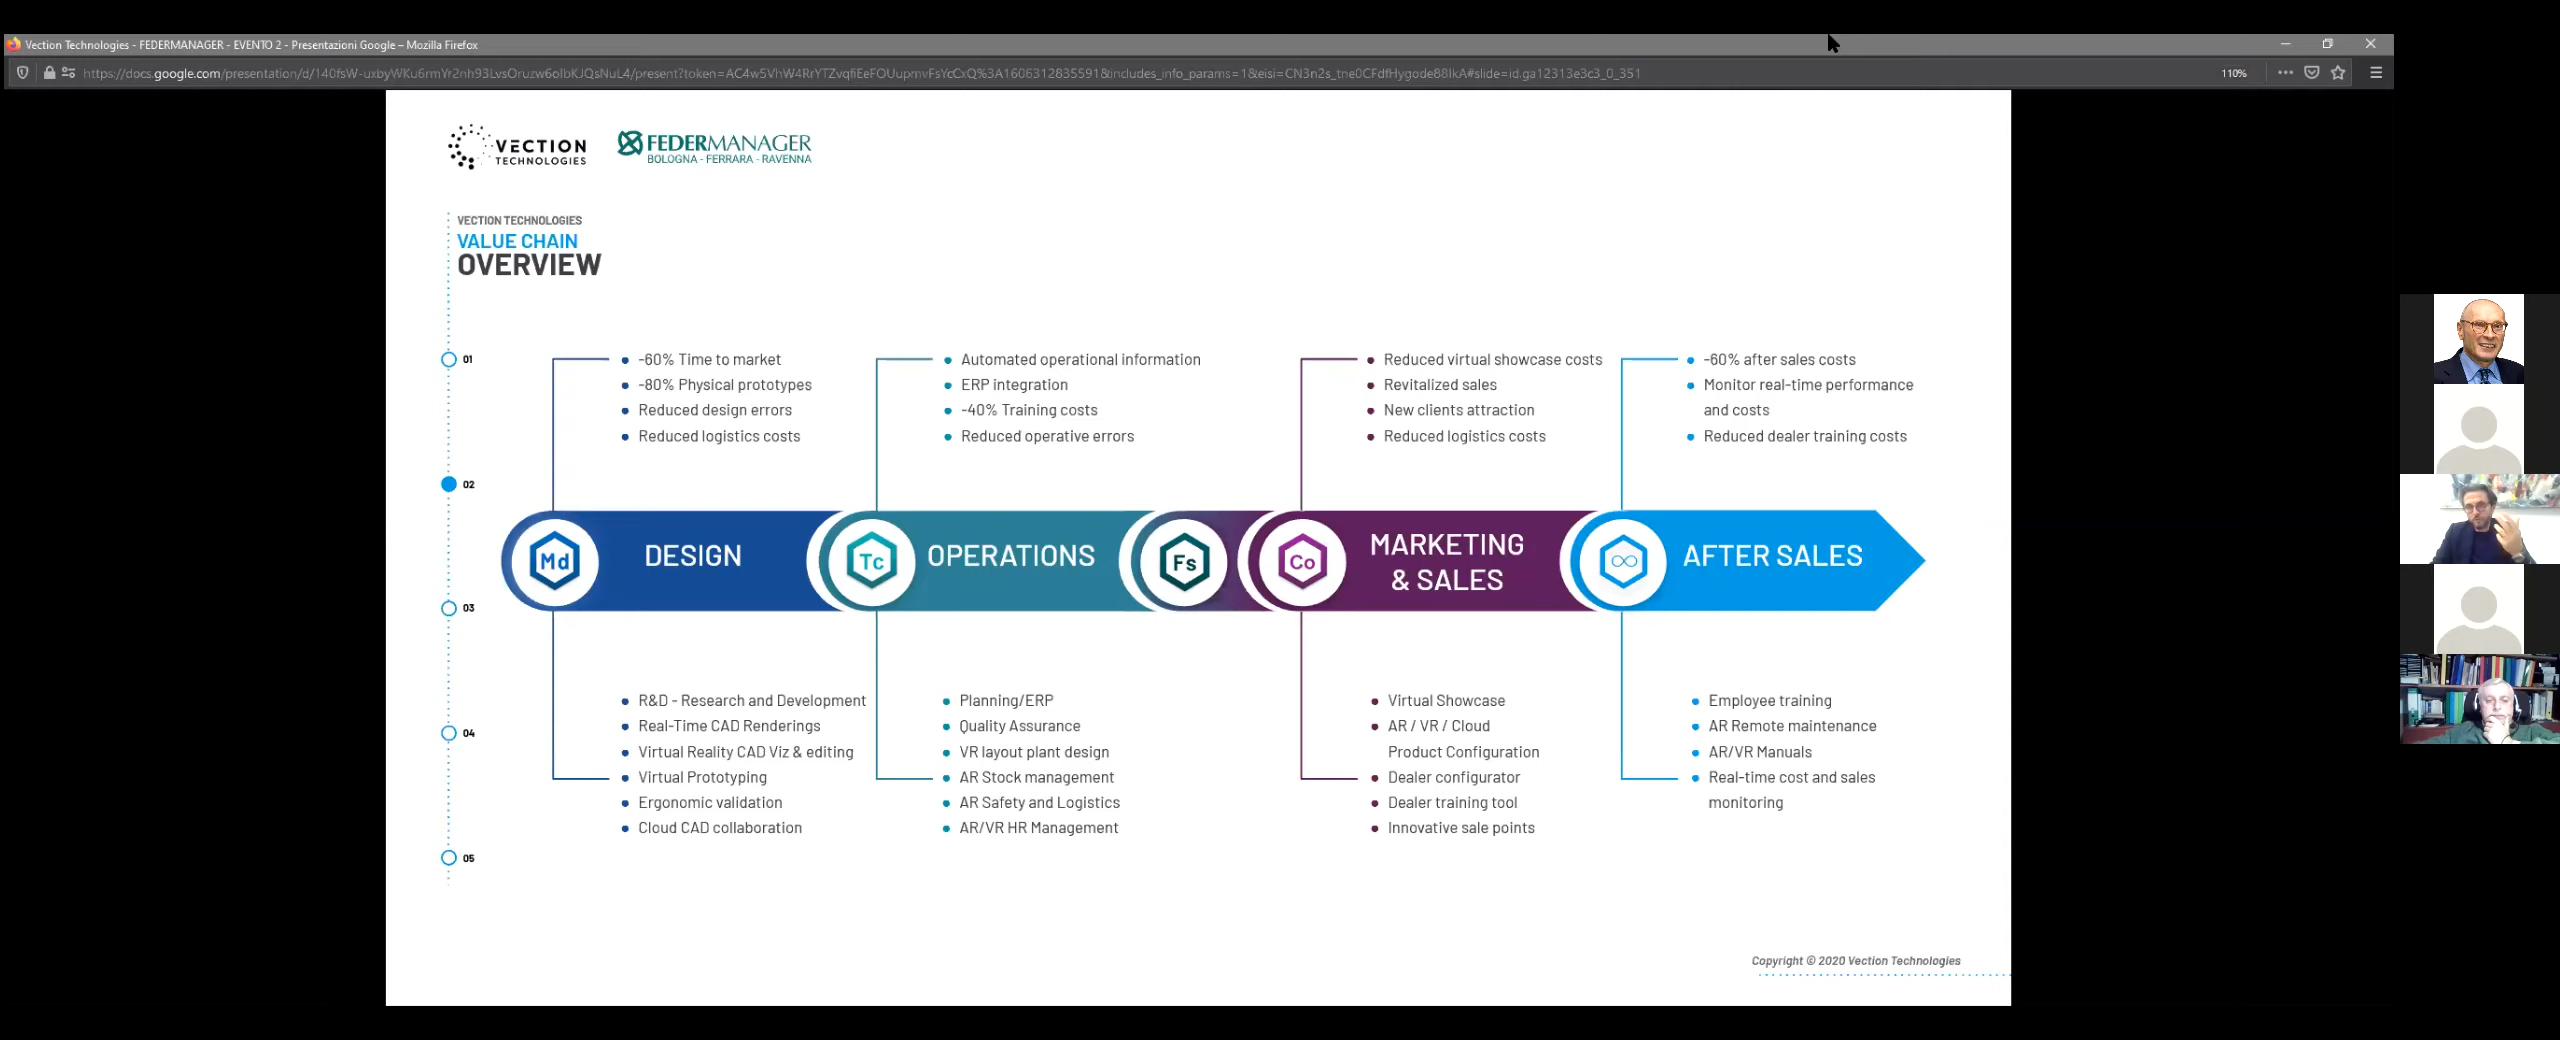 Vection Technologies - FEDERMANAGER - EVENTO 2 - Presentazioni Google – Mozilla Firefox
110%
VECTION
TECHNOLOGIES
FEDERMANAGER
BOLOGNA - FERRARA - RAVENNA
VECTION TECHNOLOGIES
VALUE CHAIN
OVERVIEW
01
02
03
04
05
-60% Time to market
-80% Physical prototypes
Reduced design errors
Reduced logistics costs
Automated operational information
ERP integration
-40% Training costs
Reduced operative errors
Reduced virtual showcase costs
Revitalized sales
New clients attraction
Reduced logistics costs
-60% after sales costs
Monitor real-time performance
and costs
Reduced dealer training costs
Md
DESIGN
Tc
OPERATIONS
Fs
Co
MARKETING
& SALES
AFTER SALES
R&D - Research and Development
Real-Time CAD Renderings
Virtual Reality CAD Viz & editing
Virtual Prototyping
Ergonomic validation
Cloud CAD collaboration
Planning/ERP
Quality Assurance
VR layout plant design
AR Stock management
AR Safety and Logistics
AR/VR HR Management
Virtual Showcase
AR / VR / Cloud
Product Configuration
Dealer configurator
Dealer training tool
Innovative sale points
Employee training
AR Remote maintenance
AR/VR Manuals
Real-time cost and sales
monitoring
Copyright © 2020 Vection Technologies